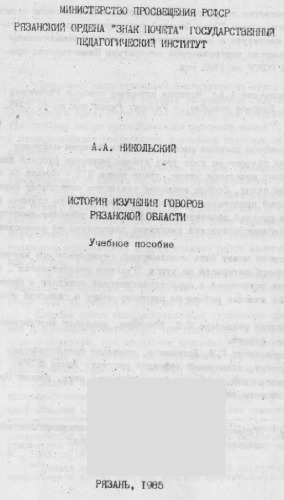 МИНИСТЕРСТВО ПРОСВЕЩЕНИЯ РСФСР
РЯЗАНСКИЙ ОРДЕНА "ЗНАК ПОЧЕТА" ГОСУДАРСТВЕННЫЙ
ПЕДАГОГИЧЕСКИЙ ИНСТИТУТ
А.А. НИКОЛЬСКИЙ
ИСТОРИЯ ИЗУЧЕНИЯ ГОВОРОВ
РЯЗАНСКОЙ ОБЛАСТИ
Учебное пособие
РЯЗАНЬ, 1985